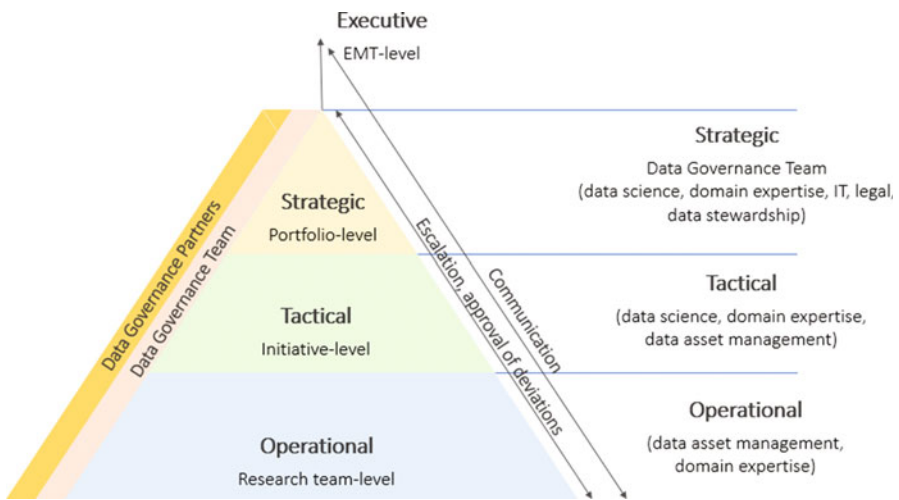 Executive
EMT-level
Strategic
Portfolio-level
Tactical
Initiative-level
Operational
Research team-level
Data Governance Partners
Data Governance Team
Escalation, approval of deviations
Communication
Strategic
Data Governance Team
(data science, domain expertise, IT, legal,
data stewardship)
Tactical
(data science, domain expertise,
data asset management)
Operational
(data asset management,
domain expertise)